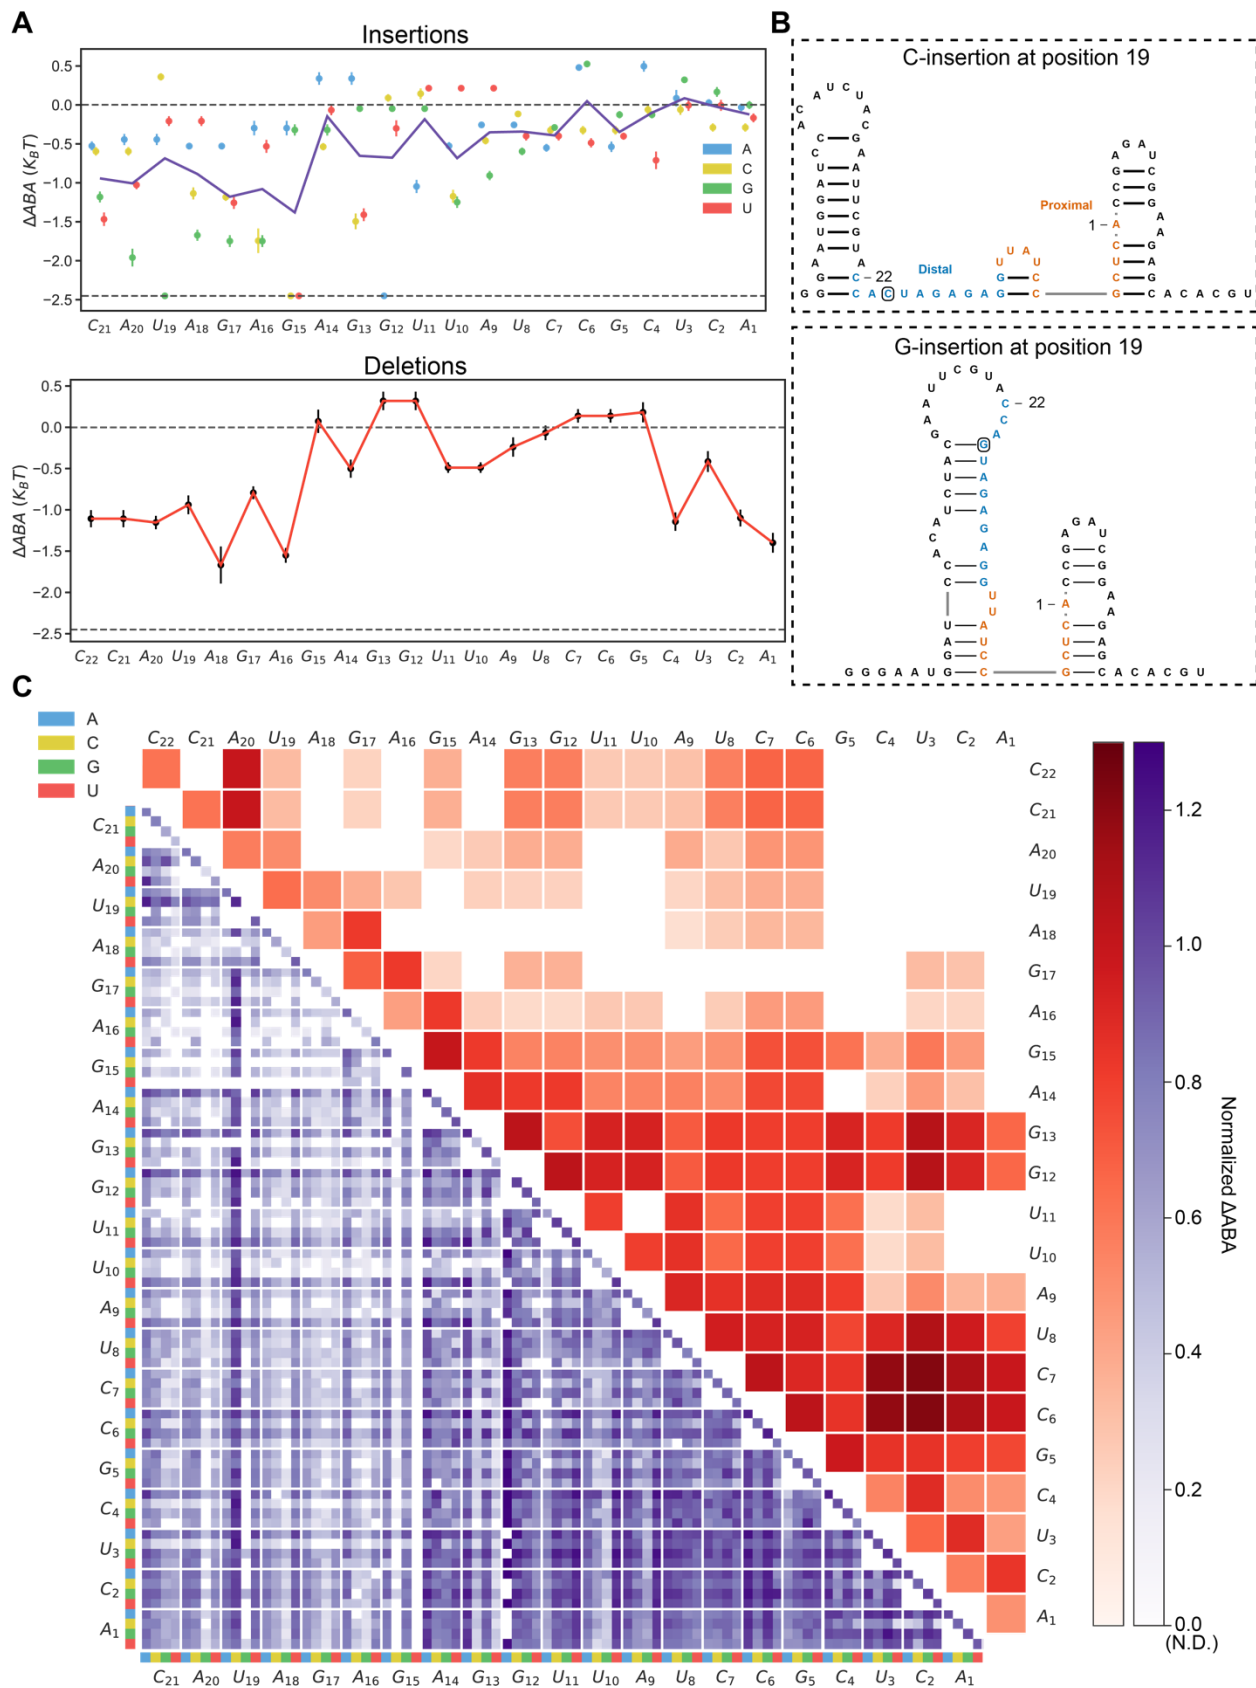 A
Insertions
ΔABA (K_BT)
0.5
0.0
−0.5
−1.0
−1.5
−2.0
−2.5
A
C
G
U
C21 A20 U19 A18 G17 A16 G15 A14 G13 G12 U11 U10 A9 U8 C7 C6 G5 C4 U3 C2 A1
Deletions
ΔABA (K_BT)
0.5
0.0
−0.5
−1.0
−1.5
−2.0
−2.5
C22 C21 A20 U19 A18 G17 A16 G15 A14 G13 G12 U11 U10 A9 U8 C7 C6 G5 C4 U3 C2 A1
B
C-insertion at position 19
Proximal
1
22
Distal
G G C A C U A G A G A G C G C A C A C G U
G-insertion at position 19
22
1
G G G A A U G C G C A C A C G U
C
A
C
G
U
C22 C21 A20 U19 A18 G17 A16 G15 A14 G13 G12 U11 U10 A9 U8 C7 C6 G5 C4 U3 C2 A1
C22
C21
A20
U19
A18
G17
A16
G15
A14
G13
G12
U11
U10
A9
U8
C7
C6
G5
C4
U3
C2
A1
C21
A20
U19
A18
G17
A16
G15
A14
G13
G12
U11
U10
A9
U8
C7
C6
G5
C4
U3
C2
A1
C21 A20 U19 A18 G17 A16 G15 A14 G13 G12 U11 U10 A9 U8 C7 C6 G5 C4 U3 C2 A1
1.2
1.0
0.8
0.6
0.4
0.2
0.0
(N.D.)
Normalized ΔABA